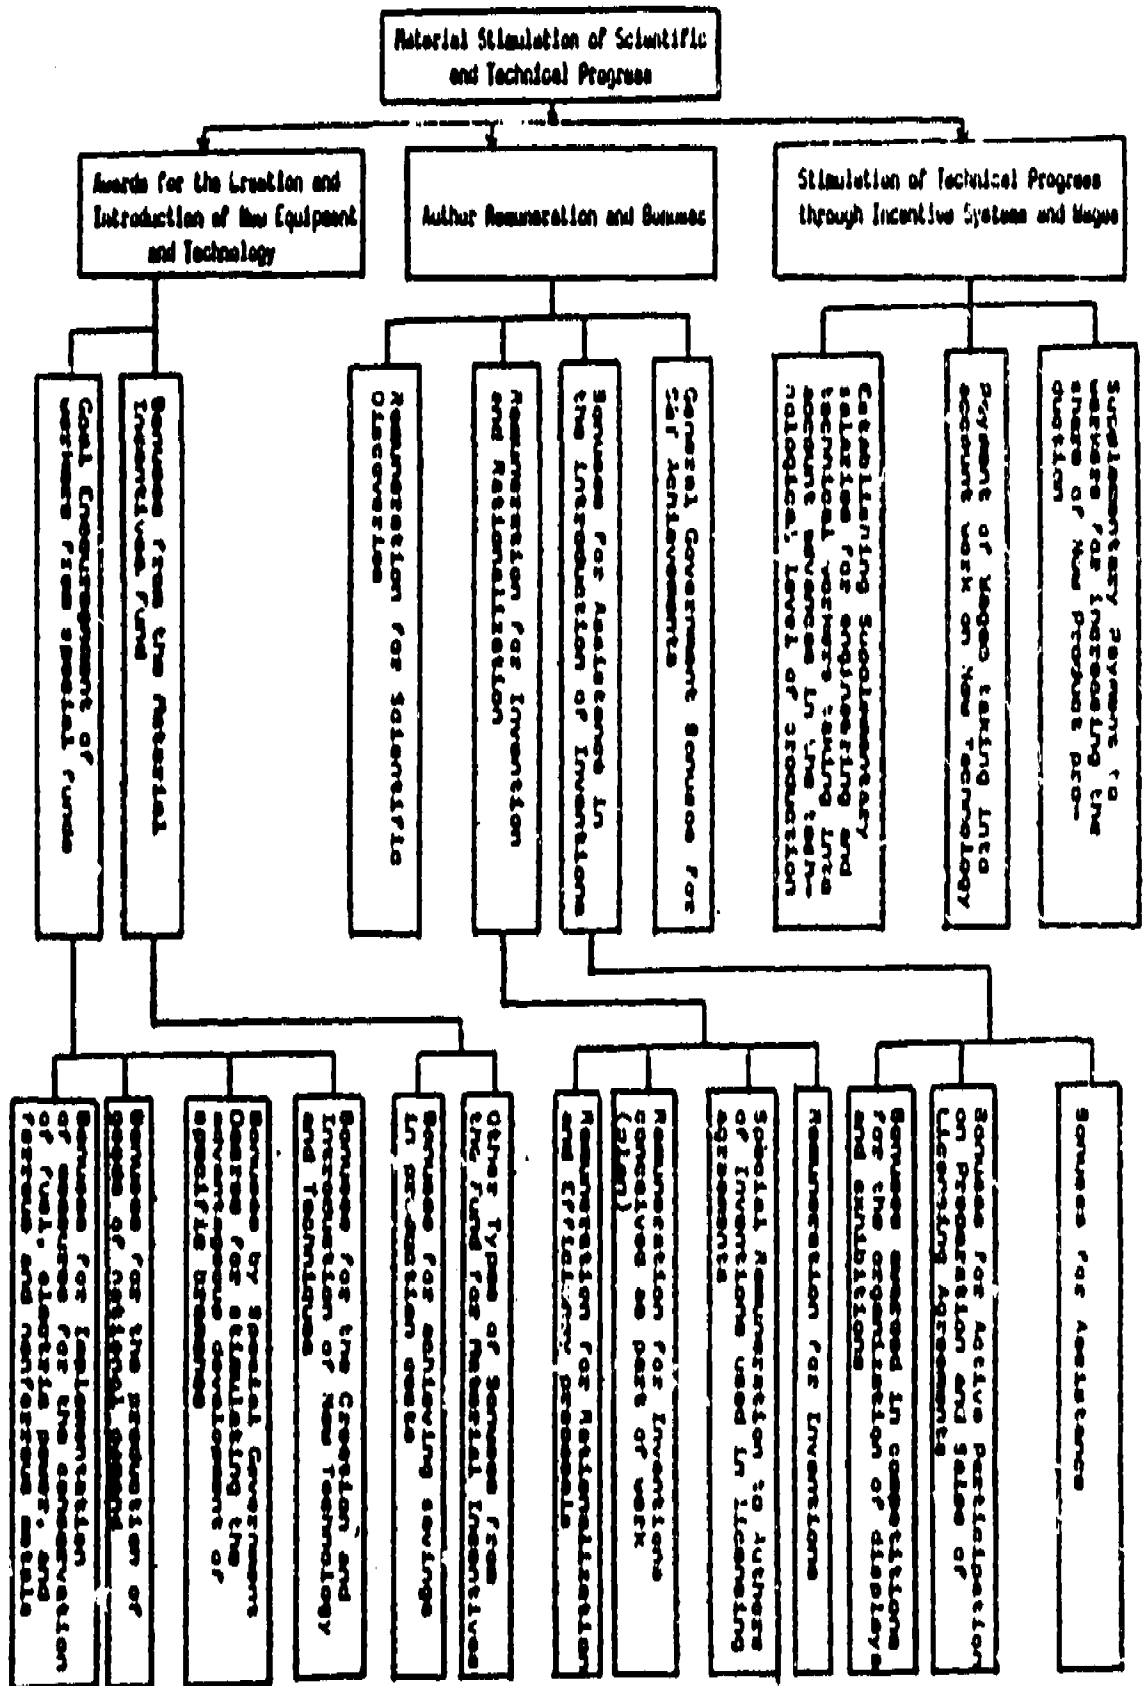 Material Stimulation of Scientific
and Technical Progress
Awards for the Creation and
Introduction of New Equipment
and Technology
Author Remuneration and Bonuses
Stimulation of Technical Progress
through Incentive Systems and Wages
Goal Encouragement of
workers from special funds
Bonuses from the Material
Incentives Fund
Remuneration for Scientific
Discoveries
Remuneration for Invention
and Rationalization
Bonuses for Assistance in
the Introduction of Inventions
General Government Bonuses for
Achievements
Establishing Supplementary
salaries for engineering and
technical workers taking into
account advances in the tech-
nological level of production
Payment of Wages taking into
account work on New Technology
Supplementary Payment to
workers for increasing the
share of New Product pro-
duction
Bonuses for Implementation
of measures for the conservation
of fuel, electric power, and
ferrous and nonferrous metals
Bonuses for the production of
goods of national
Bonuses by Special Government
for stimulating the
advantageous development of
specific branches
Bonuses for the Creation and
Introduction of New Technology
and Techniques
Bonuses for achieving savings
in production costs
Other Types of Bonuses from
the Fund for Material Incentives
Remuneration for Rationalization
and Efficiency proposals
Remuneration for Inventions
conceived as part of work
(plan)
Special Remuneration to Authors
of Inventions used in licensing
agreements
Remuneration for Inventions
Bonuses awarded in competitions
for the organization of displays
and exhibitions
Bonuses for Active Participation
on Preparation and Sales of
Licensing Agreements
Bonuses for Assistance